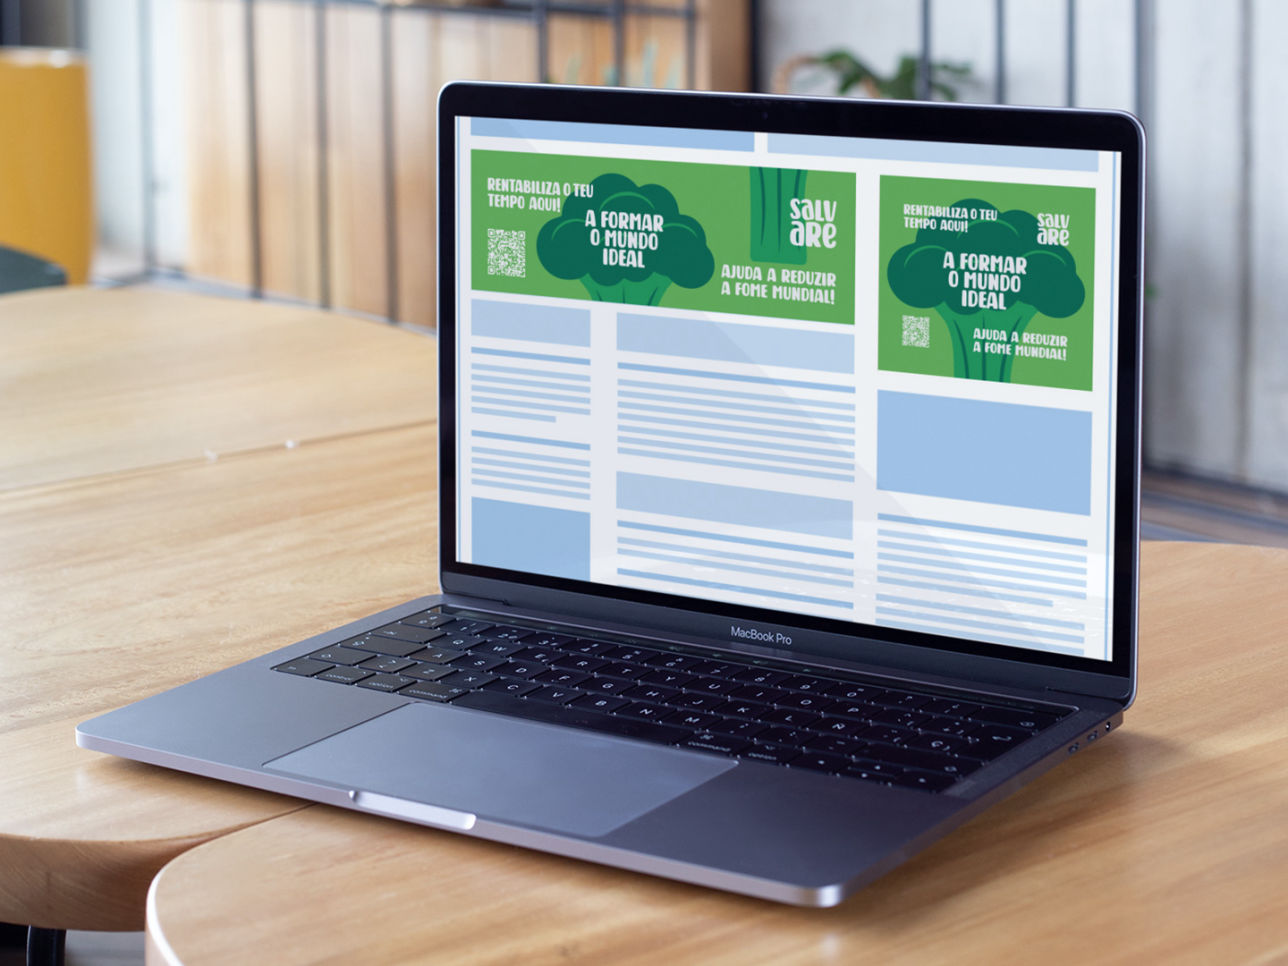 RENTABILIZA O TEU
TEMPO AQUI!
A FORMAR
O MUNDO
IDEAL
SALV
ARE
AJUDA A REDUZIR
A FOME MUNDIAL!
RENTABILIZA O TEU
TEMPO AQUI!
SALV
ARE
A FORMAR
O MUNDO
IDEAL
AJUDA A REDUZIR
A FOME MUNDIAL!
MacBook Pro